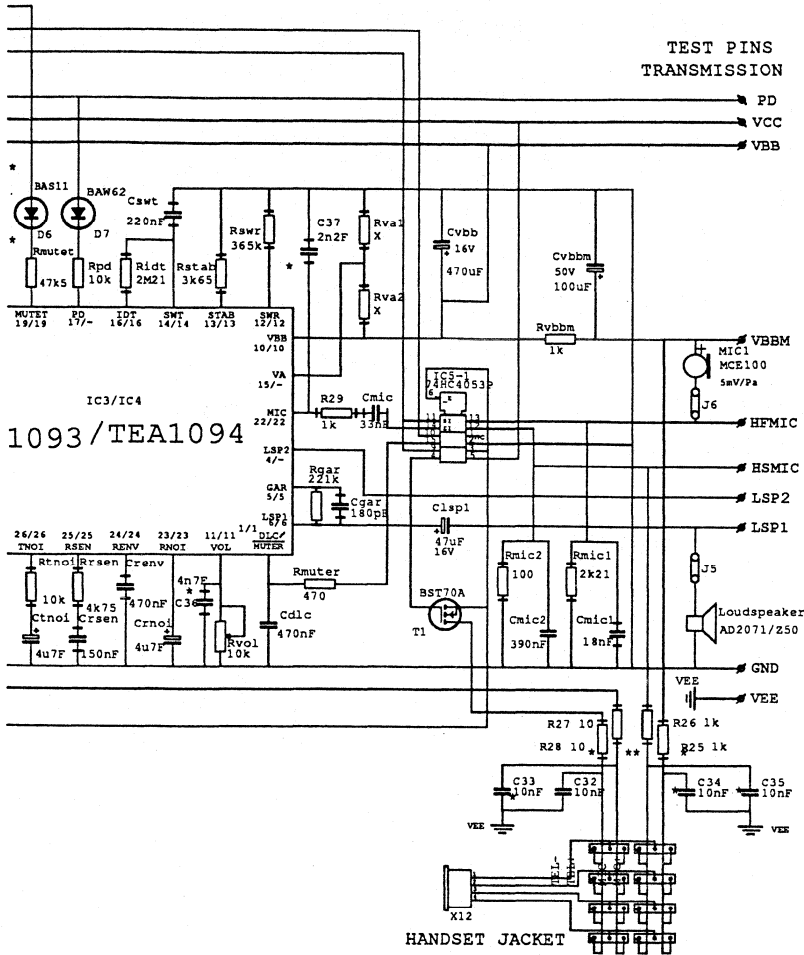 TEST PINS
TRANSMISSION
PD
VCC
VBB
*
BAS11
BAW62
D6
D7
*
Cswt
220nF
Rmutet
47k5
Rpd
10k
Ridt
2M21
Rstab
3k65
Rswr
365k
C37
2n2F
*
Rva1
X
Rva2
X
Cvbb
16V
+
470uF
Cvbbm
50V
+
100uF
MUTET
19/19
PD
17/-
IDT
16/16
SWT
14/14
STAB
13/13
SWR
12/12
VBB
10/10
VA
15/-
MIC
22/22
LSP2
4/-
GAR
5/5
LSP1
6/6
IC3/IC4
1093/TEA1094
Rvbbm
1k
VBBM
+
MIC1
MCE100
5mV/Pa
J6
IC5-1
74HC4053P
R29
1k
Cmic
33nF
HFMIC
HSMIC
LSP2
LSP1
Rgar
221k
Cgar
180pF
Clsp1
+
47uF
16V
26/26
TNOI
25/25
RSEN
24/24
RENV
23/23
RNOI
11/11
VOL
1/1
DLC/
MUTER
Rtnoi
10k
Rrsen
4k75
Crenv
470nF
Ctnoi
+
4u7F
Crsen
150nF
Crnoi
+
4u7F
4n7F
*
C36
Rvol
10k
Rmuter
470
Cdlc
470nF
BST70A
T1
Rmic2
100
Cmic2
390nF
Rmic1
2k21
Cmic1
18nF
J5
Loudspeaker
AD2071/Z50
GND
VEE
VEE
R27 10
R28 10
*
**
*
R26 1k
R25 1k
C33
10nF
*
C32
10nF
C34
10nF
*
C35
10nF
*
VEE
VEE
TEL-
TEL+
X12
HANDSET JACKET